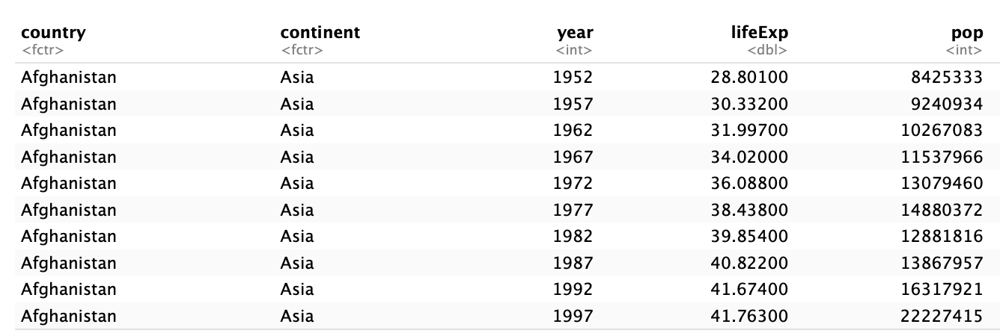 country continent year lifeExp pop
<fctr> <fctr> <int> <dbl> <int>
Afghanistan Asia 1952 28.80100 8425333
Afghanistan Asia 1957 30.33200 9240934
Afghanistan Asia 1962 31.99700 10267083
Afghanistan Asia 1967 34.02000 11537966
Afghanistan Asia 1972 36.08800 13079460
Afghanistan Asia 1977 38.43800 14880372
Afghanistan Asia 1982 39.85400 12881816
Afghanistan Asia 1987 40.82200 13867957
Afghanistan Asia 1992 41.67400 16317921
Afghanistan Asia 1997 41.76300 22227415